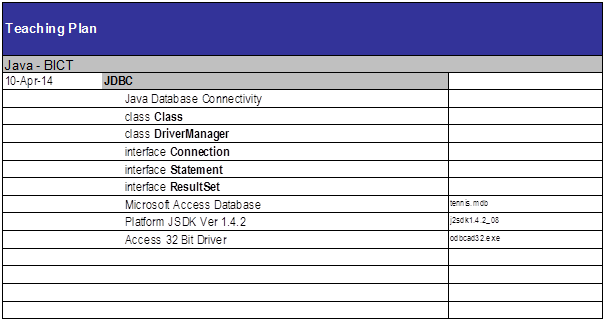 Teaching Plan
Java - BICT
10-Apr-14 JDBC
Java Database Connectivity
class Class
class DriverManager
interface Connection
interface Statement
interface ResultSet
Microsoft Access Database tennis.mdb
Platform JSDK Ver 1.4.2 j2sdk1.4.2_08
Access 32 Bit Driver odbcad32.exe